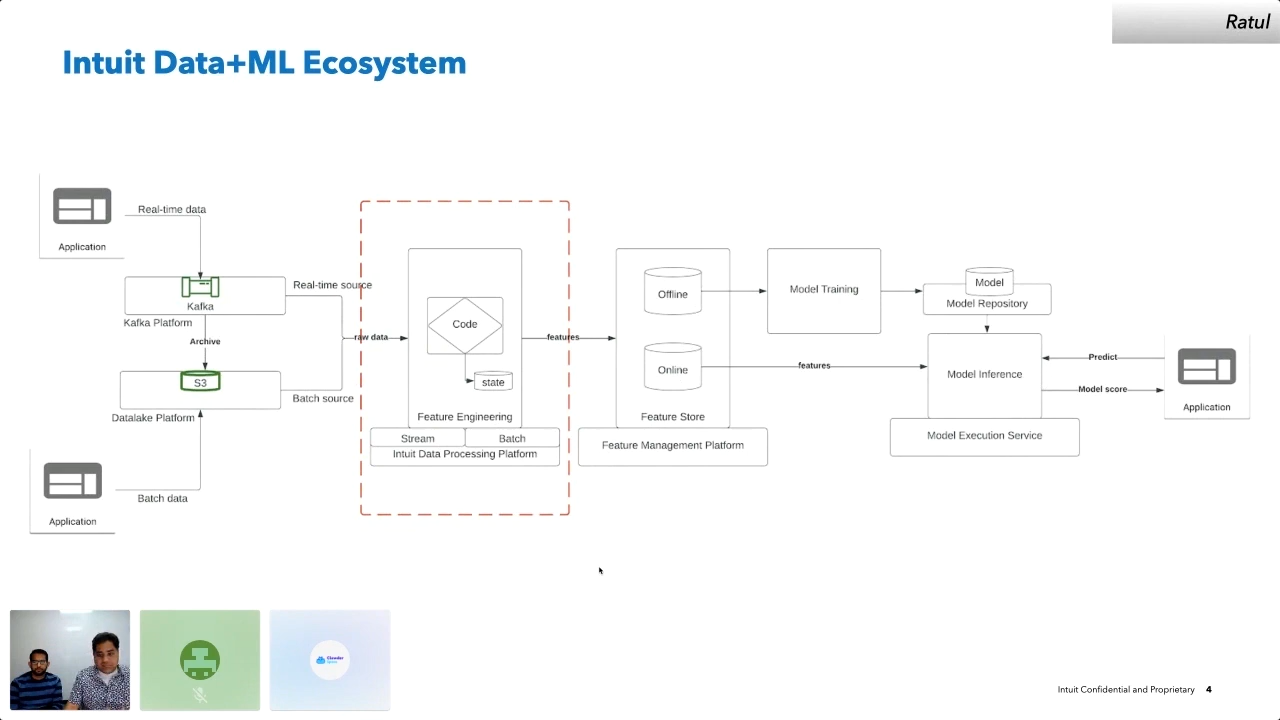 Ratul
Intuit Data+ML Ecosystem
Application
Real-time data
Kafka
Kafka Platform
Archive
S3
Datalake Platform
Application
Batch data
Real-time source
Batch source
raw data
Code
state
Feature Engineering
Stream
Batch
Intuit Data Processing Platform
features
Offline
Online
Feature Store
Feature Management Platform
Model Training
features
Model
Model Repository
Model Inference
Model Execution Service
Predict
Model score
Application
Intuit Confidential and Proprietary 4